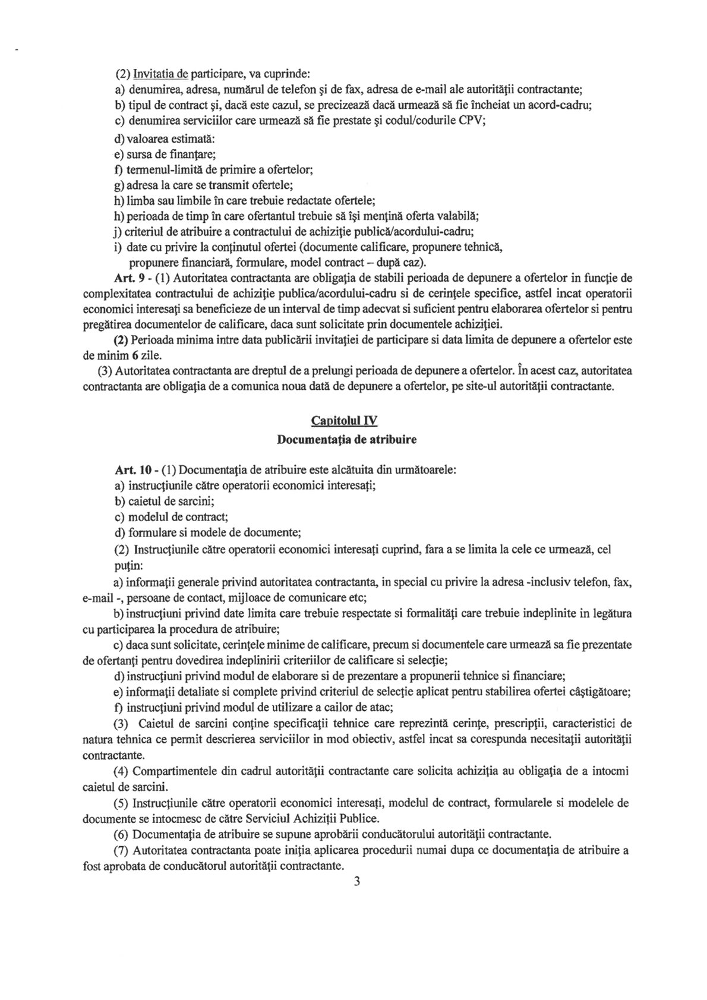 (2) Invitatia de participare, va cuprinde:
a) denumirea, adresa, numărul de telefon şi de fax, adresa de e-mail ale autorităţii contractante;
b) tipul de contract şi, dacă este cazul, se precizează dacă urmează să fie încheiat un acord-cadru;
c) denumirea serviciilor care urmează să fie prestate şi codul/codurile CPV;
d) valoarea estimată:
e) sursa de finanţare;
f) termenul-limită de primire a ofertelor;
g) adresa la care se transmit ofertele;
h) limba sau limbile în care trebuie redactate ofertele;
h) perioada de timp în care ofertantul trebuie să îşi menţină oferta valabilă;
j) criteriul de atribuire a contractului de achiziţie publică/acordului-cadru;
i) date cu privire la conţinutul ofertei (documente calificare, propunere tehnică,
propunere financiară, formulare, model contract – după caz).
Art. 9 - (1) Autoritatea contractanta are obligaţia de stabili perioada de depunere a ofertelor in funcţie de
complexitatea contractului de achiziţie publica/acordului-cadru si de cerinţele specifice, astfel incat operatorii
economici interesaţi sa beneficieze de un interval de timp adecvat si suficient pentru elaborarea ofertelor si pentru
pregătirea documentelor de calificare, daca sunt solicitate prin documentele achiziţiei.
(2) Perioada minima intre data publicării invitaţiei de participare si data limita de depunere a ofertelor este
de minim 6 zile.
(3) Autoritatea contractanta are dreptul de a prelungi perioada de depunere a ofertelor. În acest caz, autoritatea
contractanta are obligaţia de a comunica noua dată de depunere a ofertelor, pe site-ul autorităţii contractante.
Capitolul IV
Documentaţia de atribuire
Art. 10 - (1) Documentaţia de atribuire este alcătuita din următoarele:
a) instrucţiunile către operatorii economici interesaţi;
b) caietul de sarcini;
c) modelul de contract;
d) formulare si modele de documente;
(2) Instrucţiunile către operatorii economici interesaţi cuprind, fara a se limita la cele ce urmează, cel
puţin:
a) informaţii generale privind autoritatea contractanta, in special cu privire la adresa -inclusiv telefon, fax,
e-mail -, persoane de contact, mijloace de comunicare etc;
b) instrucţiuni privind date limita care trebuie respectate si formalităţi care trebuie indeplinite in legătura
cu participarea la procedura de atribuire;
c) daca sunt solicitate, cerinţele minime de calificare, precum si documentele care urmează sa fie prezentate
de ofertanţi pentru dovedirea indeplinirii criteriilor de calificare si selecţie;
d) instrucţiuni privind modul de elaborare si de prezentare a propunerii tehnice si financiare;
e) informaţii detaliate si complete privind criteriul de selecţie aplicat pentru stabilirea ofertei câştigătoare;
f) instrucţiuni privind modul de utilizare a cailor de atac;
(3) Caietul de sarcini conţine specificaţii tehnice care reprezintă cerinţe, prescripţii, caracteristici de
natura tehnica ce permit descrierea serviciilor in mod obiectiv, astfel incat sa corespunda necesitaţii autorităţii
contractante.
(4) Compartimentele din cadrul autorităţii contractante care solicita achiziţia au obligaţia de a intocmi
caietul de sarcini.
(5) Instrucţiunile către operatorii economici interesaţi, modelul de contract, formularele si modelele de
documente se intocmesc de către Serviciul Achiziţii Publice.
(6) Documentaţia de atribuire se supune aprobării conducătorului autorităţii contractante.
(7) Autoritatea contractanta poate iniţia aplicarea procedurii numai dupa ce documentaţia de atribuire a
fost aprobata de conducătorul autorităţii contractante.
3